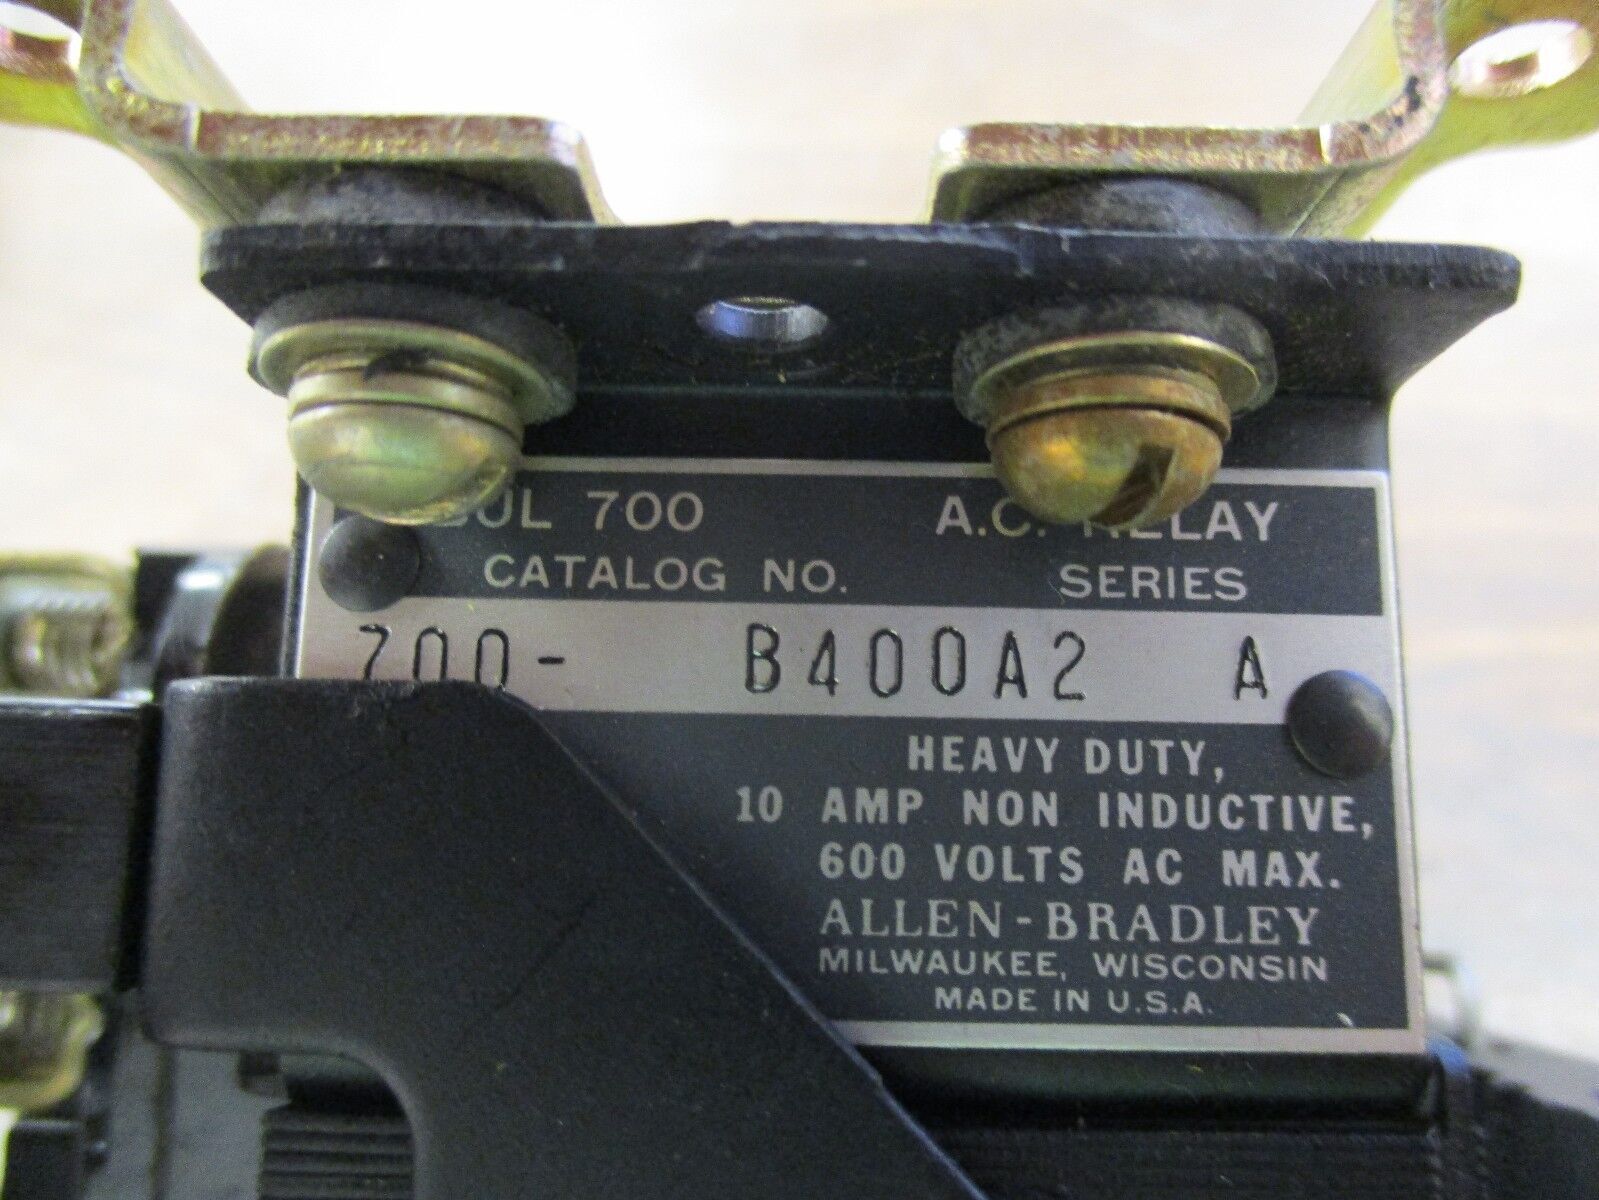 BUL 700 A.C. RELAY
CATALOG NO. SERIES
700- B400A2 A
HEAVY DUTY,
10 AMP NON INDUCTIVE,
600 VOLTS AC MAX.
ALLEN-BRADLEY
MILWAUKEE, WISCONSIN
MADE IN U.S.A.